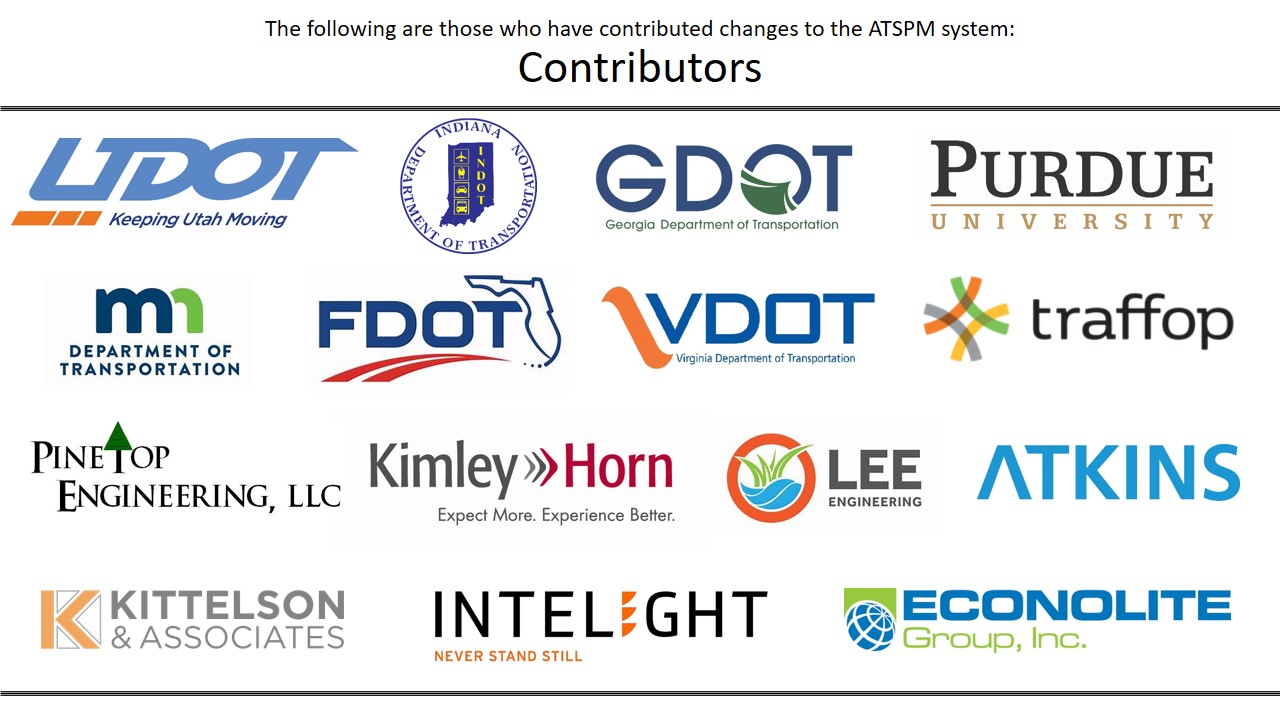 The following are those who have contributed changes to the ATSPM system:
Contributors
UDOT
Keeping Utah Moving
INDIANA DEPARTMENT OF TRANSPORTATION
INDOT
GDOT
Georgia Department of Transportation
PURDUE
UNIVERSITY
mn
DEPARTMENT OF
TRANSPORTATION
FDOT
VDOT
Virginia Department of Transportation
traffop
PINETOP
ENGINEERING, LLC
Kimley Horn
Expect More. Experience Better.
LEE
ENGINEERING
ATKINS
K
KITTELSON
& ASSOCIATES
INTELIGHT
NEVER STAND STILL
ECONOLITE
Group, Inc.